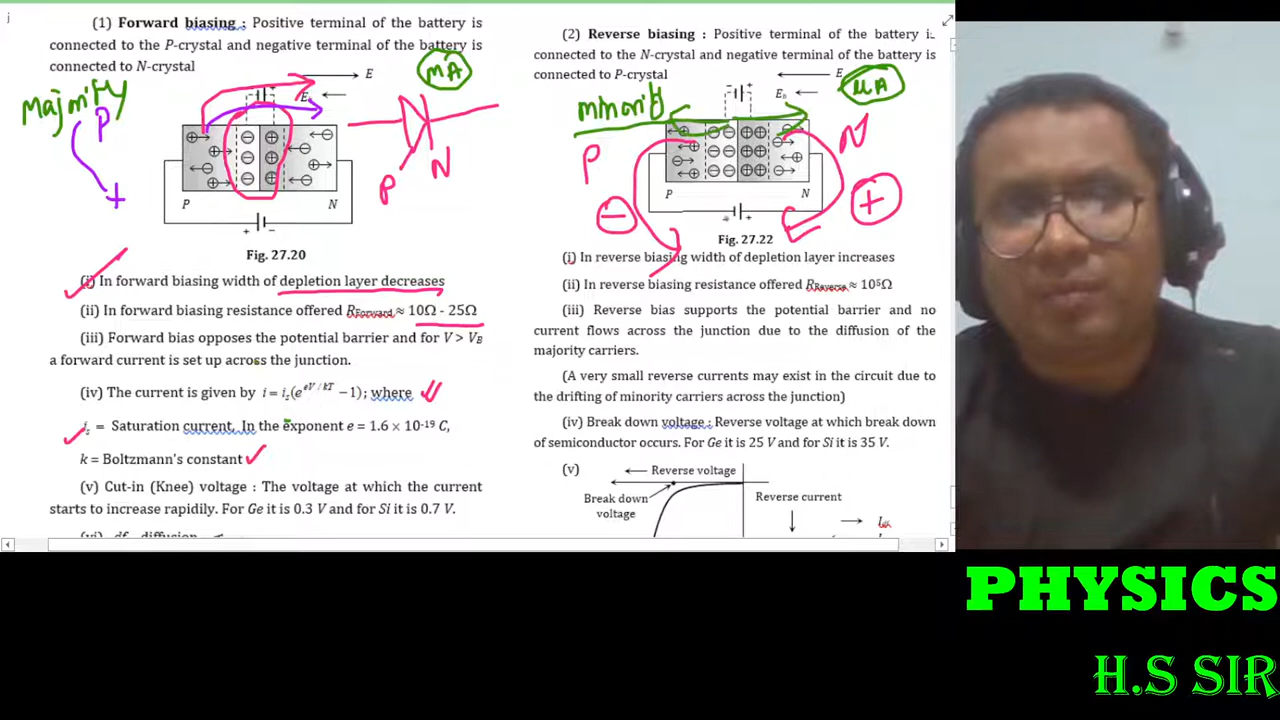 j
(1) Forward biasing : Positive terminal of the battery is
connected to the P-crystal and negative terminal of the battery is
connected to N-crystal
Majority
P
+
E
mA
P
N
P
N
+ −
Fig. 27.20
(i) In forward biasing width of depletion layer decreases
(ii) In forward biasing resistance offered RForward ≈ 10Ω - 25Ω
(iii) Forward bias opposes the potential barrier and for V > VB
a forward current is set up across the junction.
(iv) The current is given by i = is(e^eV/kT − 1); where
is = Saturation current, In the exponent e = 1.6 × 10-19 C,
k = Boltzmann's constant
(v) Cut-in (Knee) voltage : The voltage at which the current
starts to increase rapidly. For Ge it is 0.3 V and for Si it is 0.7 V.
(2) Reverse biasing : Positive terminal of the battery is
connected to the N-crystal and negative terminal of the battery is
connected to P-crystal
E
Eb
μA
P
N
−
+
P
N
Fig. 27.22
(i) In reverse biasing width of depletion layer increases
(ii) In reverse biasing resistance offered RReverse ≈ 10⁵Ω
(iii) Reverse bias supports the potential barrier and no
current flows across the junction due to the diffusion of the
majority carriers.
(A very small reverse currents may exist in the circuit due to
the drifting of minority carriers across the junction)
(iv) Break down voltage : Reverse voltage at which break down
of semiconductor occurs. For Ge it is 25 V and for Si it is 35 V.
(v)
Reverse voltage
Break down
voltage
Reverse current
PHYSICS
H.S SIR